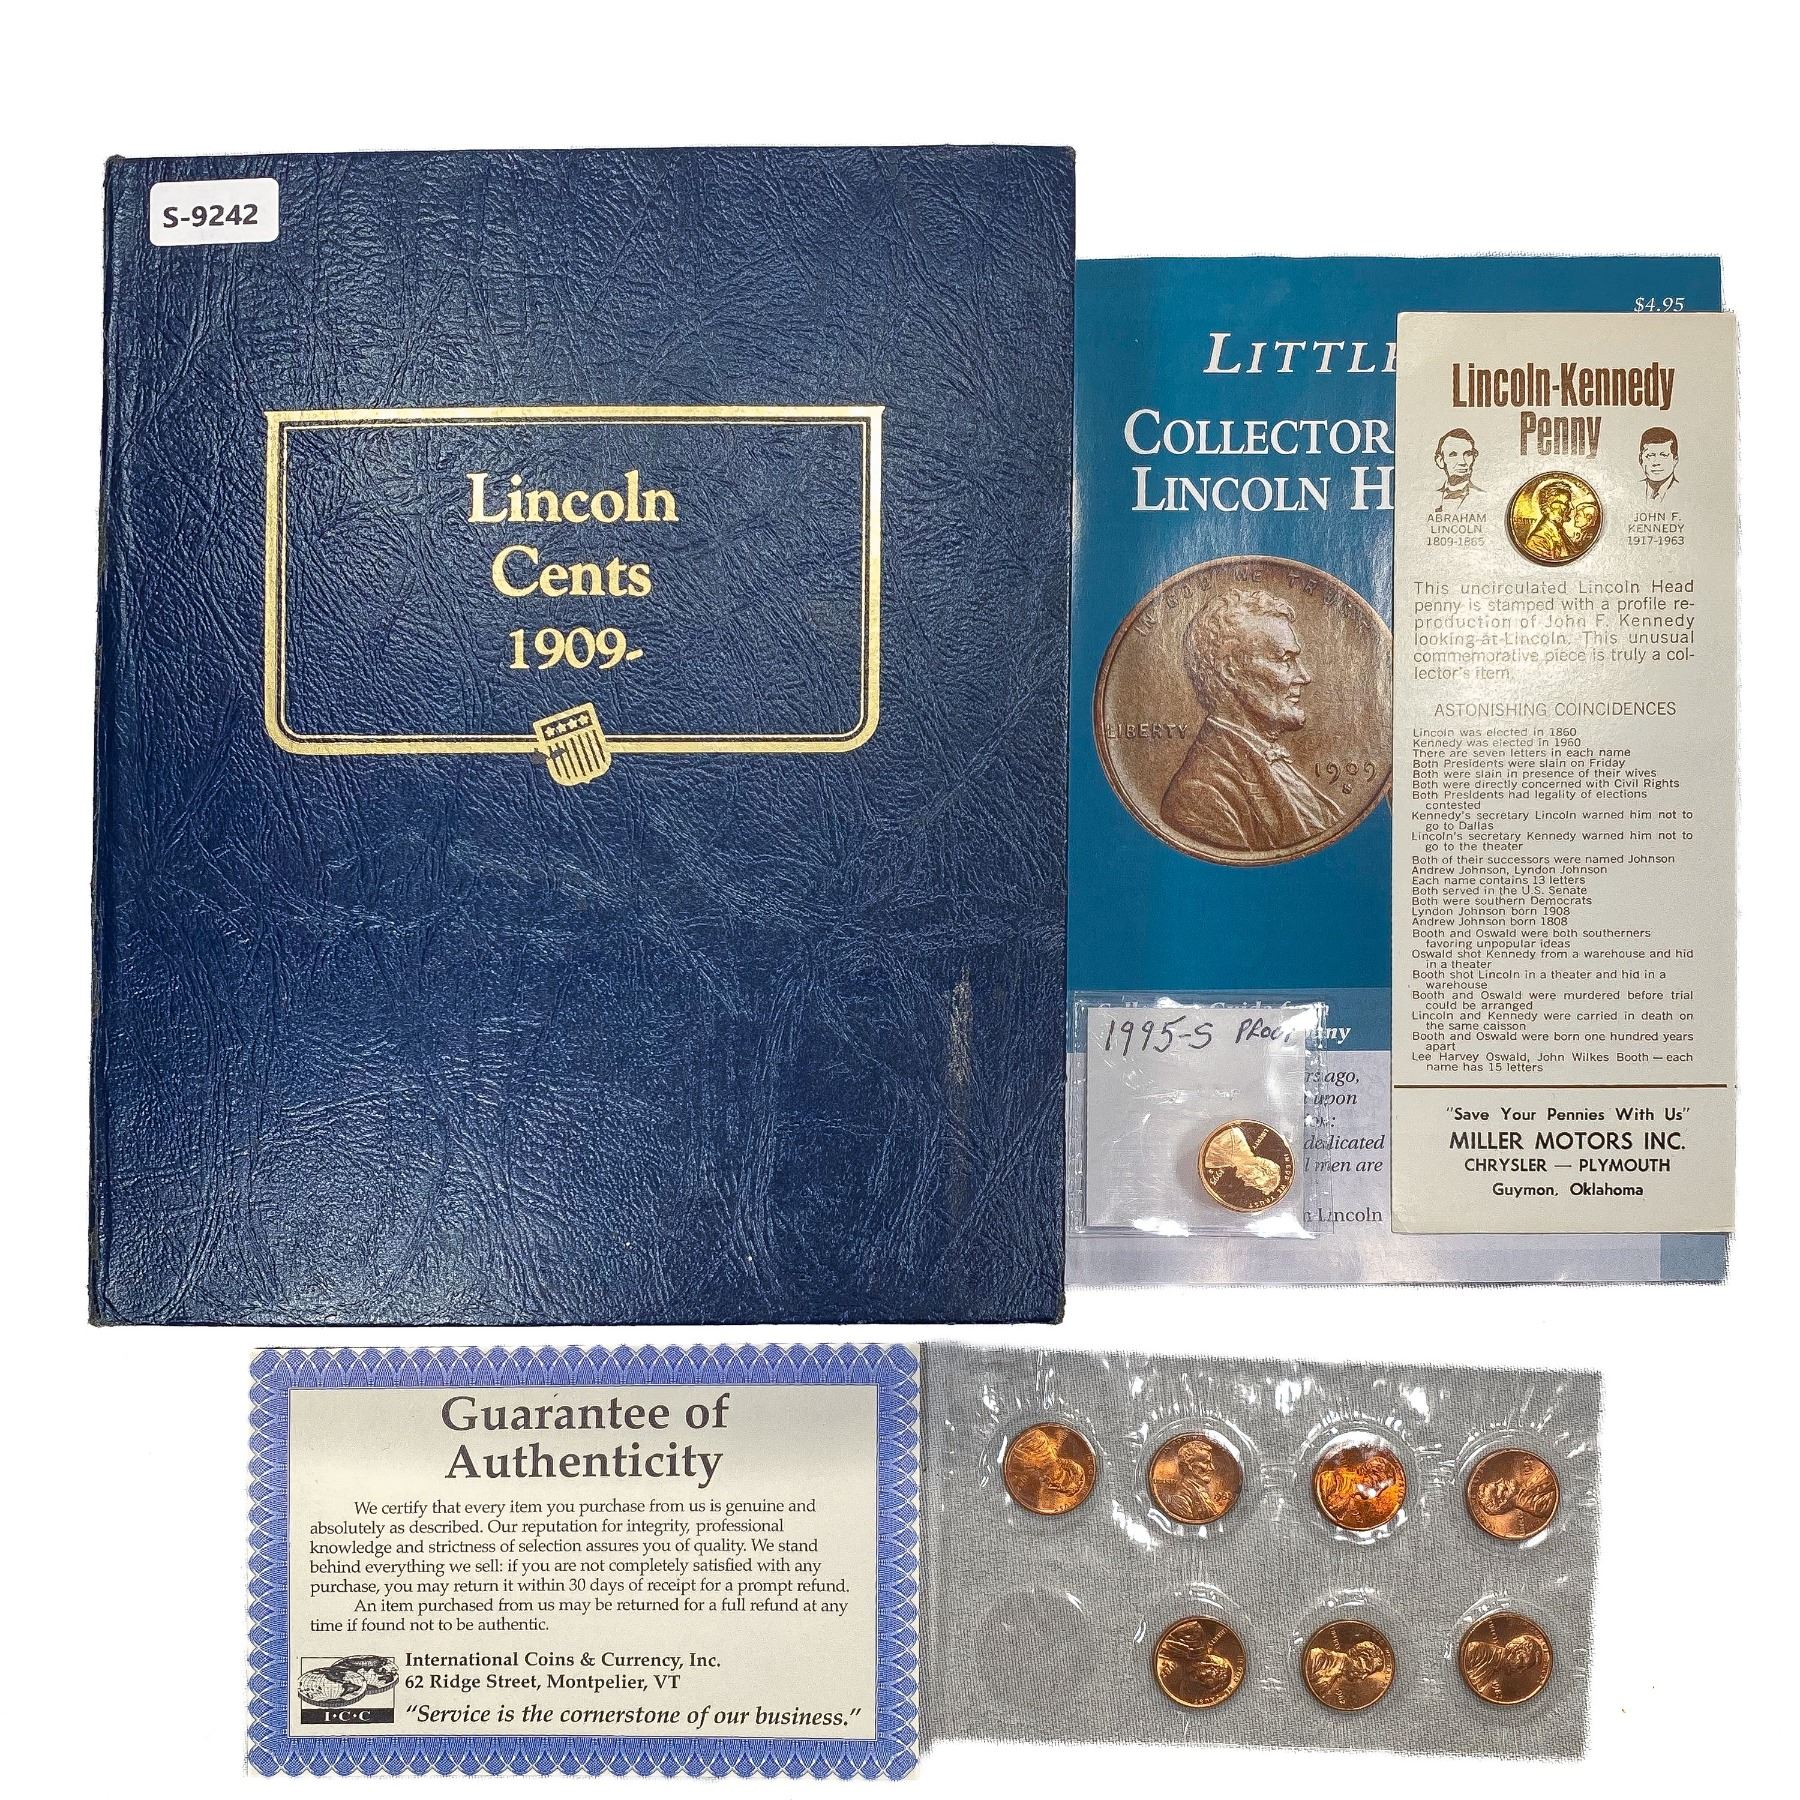 S-9242
Lincoln
Cents
1909-
$4.95
LITTLE
COLLECTOR
LINCOLN H
LIBERTY
1909
S
1995-S PROOF
ny
rs ago,
upon
dedicated
l men are
Lincoln
Lincoln-Kennedy
Penny
ABRAHAM
LINCOLN
1809-1865
JOHN F.
KENNEDY
1917-1963
This uncirculated Lincoln Head
penny is stamped with a profile re-
production of John F. Kennedy
looking at Lincoln. This unusual
commemorative piece is truly a col-
lector's item.
ASTONISHING COINCIDENCES
Lincoln was elected in 1860
Kennedy was elected in 1960
There are seven letters in each name
Both Presidents were slain on Friday
Both were slain in presence of their wives
Both were directly concerned with Civil Rights
Both Presidents had legality of elections
contested
Kennedy's secretary Lincoln warned him not to
go to Dallas
Lincoln's secretary Kennedy warned him not to
go to the theater
Both of their successors were named Johnson
Andrew Johnson, Lyndon Johnson
Each name contains 13 letters
Both served in the U.S. Senate
Both were southern Democrats
Lyndon Johnson born 1908
Andrew Johnson born 1808
Booth and Oswald were both southerners
favoring unpopular ideas
Oswald shot Kennedy from a warehouse and hid
in a theater
Booth shot Lincoln in a theater and hid in a
warehouse
Booth and Oswald were murdered before trial
could be arranged
Lincoln and Kennedy were carried in death on
the same caisson
Booth and Oswald were born one hundred years
apart
Lee Harvey Oswald, John Wilkes Booth — each
name has 15 letters
"Save Your Pennies With Us"
MILLER MOTORS INC.
CHRYSLER — PLYMOUTH
Guymon, Oklahoma
Guarantee of
Authenticity
We certify that every item you purchase from us is genuine and
absolutely as described. Our reputation for integrity, professional
knowledge and strictness of selection assures you of quality. We stand
behind everything we sell: if you are not completely satisfied with any
purchase, you may return it within 30 days of receipt for a prompt refund.
An item purchased from us may be returned for a full refund at any
time if found not to be authentic.
International Coins & Currency, Inc.
62 Ridge Street, Montpelier, VT
I·C·C
"Service is the cornerstone of our business."